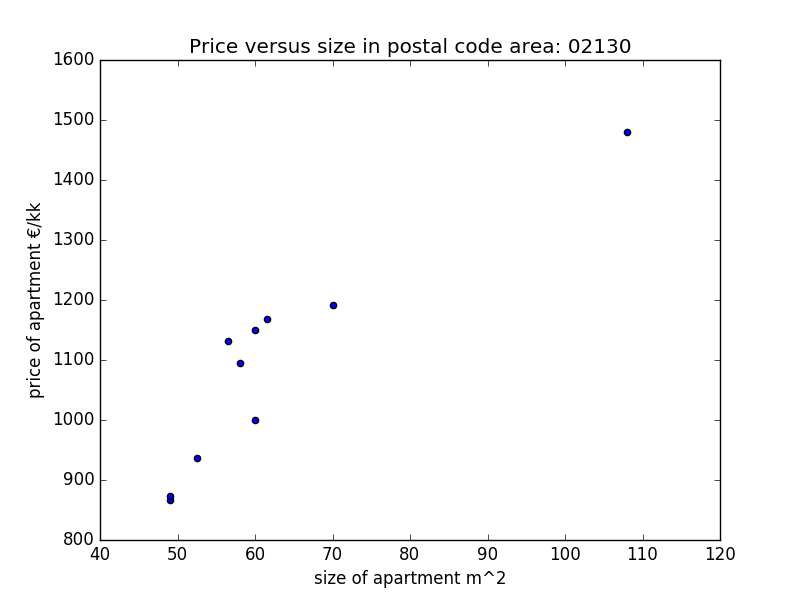 Price versus size in postal code area: 02130
1600
1500
1400
1300
1200
1100
1000
900
800
price of apartment €/kk
40 50 60 70 80 90 100 110 120
size of apartment m^2